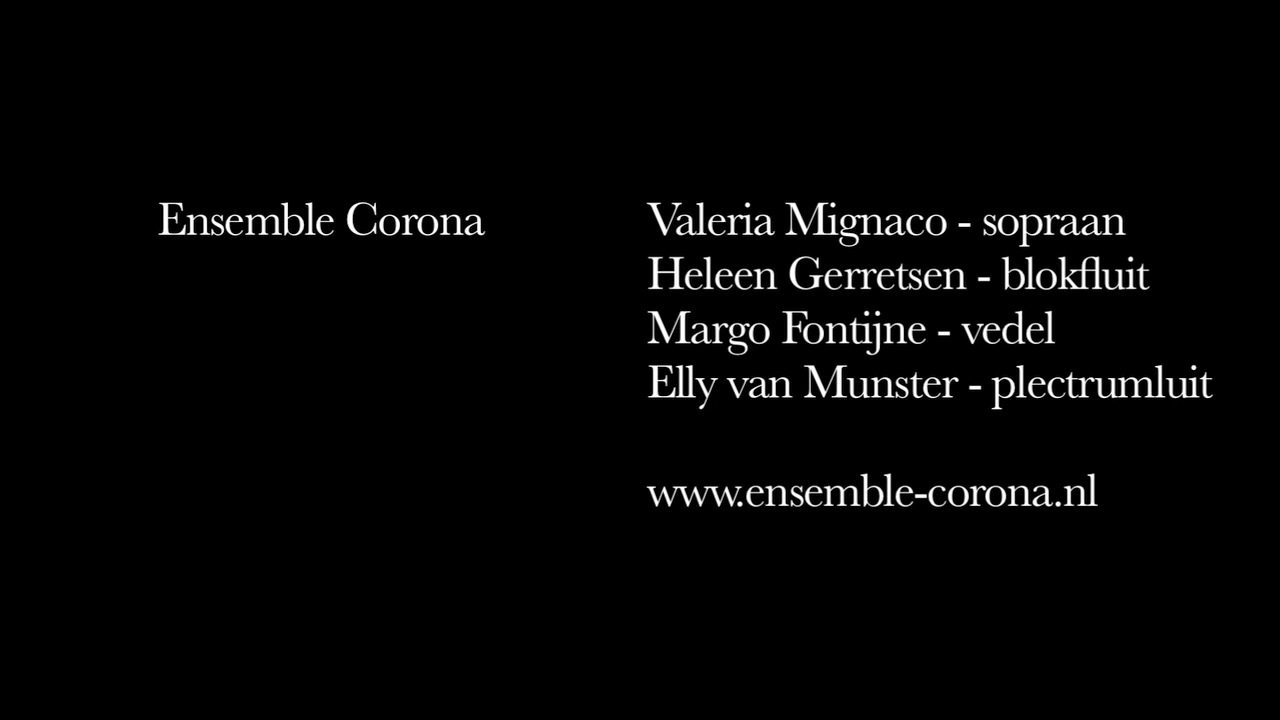 Ensemble Corona
Valeria Mignaco - sopraan
Heleen Gerretsen - blokfluit
Margo Fontijne - vedel
Elly van Munster - plectrumluit
www.ensemble-corona.nl